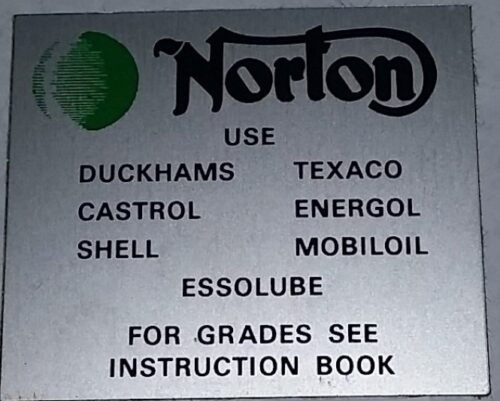 Norton
USE
DUCKHAMS TEXACO
CASTROL ENERGOL
SHELL MOBILOIL
ESSOLUBE
FOR GRADES SEE
INSTRUCTION BOOK